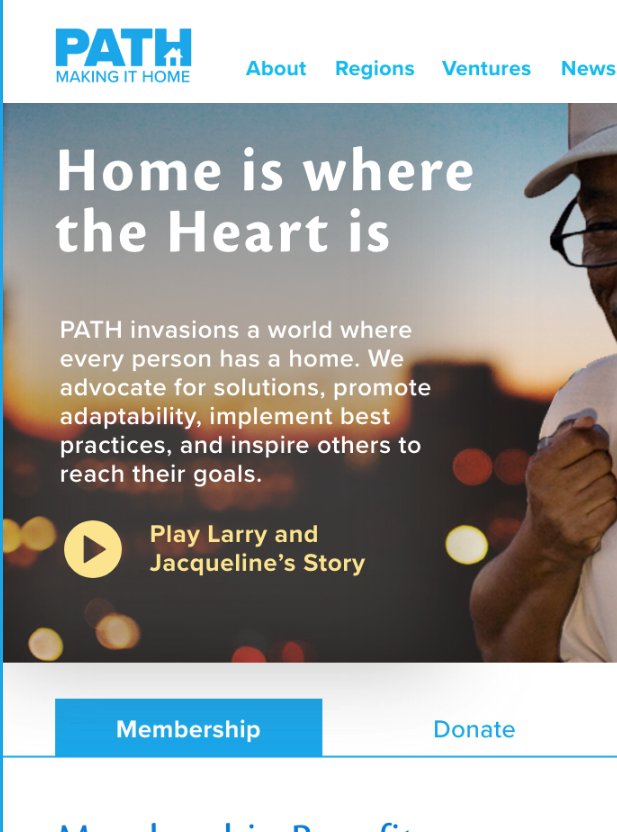 PATH
MAKING IT HOME
About Regions Ventures News
Home is where
the Heart is
PATH invasions a world where
every person has a home. We
advocate for solutions, promote
adaptability, implement best
practices, and inspire others to
reach their goals.
Play Larry and
Jacqueline’s Story
Membership Donate